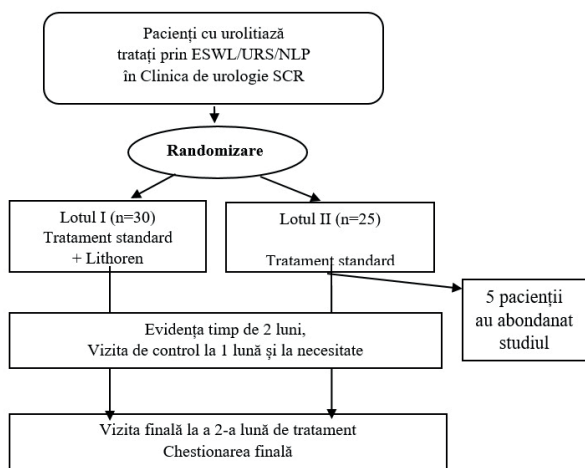 Pacienți cu urolitiază
tratați prin ESWL/URS/NLP
în Clinica de urologie SCR
Randomizare
Lotul I (n=30)
Tratament standard
+ Lithoren
Lotul II (n=25)
Tratament standard
5 pacienții
au abondanat
studiul
Evidența timp de 2 luni,
Vizita de control la 1 lună și la necesitate
Vizita finală la a 2-a lună de tratament
Chestionarea finală